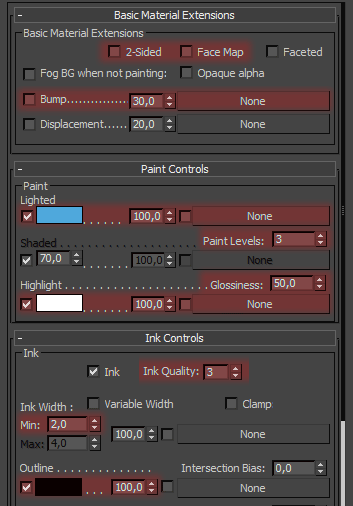 - Basic Material Extensions
Basic Material Extensions
2-Sided Face Map Faceted
Fog BG when not painting: Opaque alpha
Bump............... 30,0 None
Displacement...... 20,0 None
- Paint Controls
Paint
Lighted
...... 100,0 None
Shaded .................... Paint Levels: 3
70,0 ...... 100,0 None
Highlight ................. Glossiness: 50,0
...... 100,0 None
- Ink Controls
Ink
Ink Ink Quality: 3
Ink Width : Variable Width Clamp
Min: 2,0
100,0 None
Max: 4,0
Outline .............. Intersection Bias: 0,0
... 100,0 None